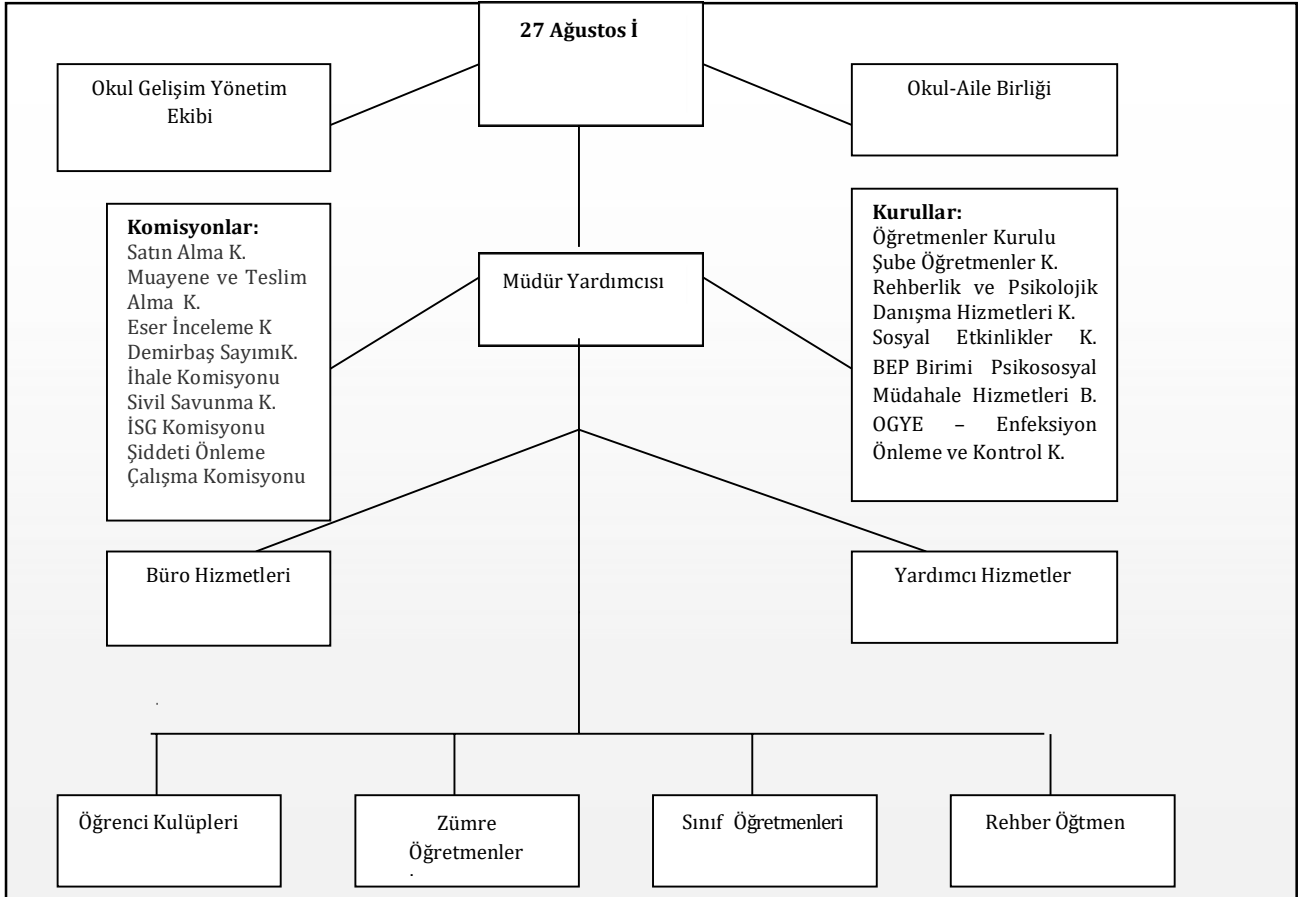 27 Ağustos İ
Okul Gelişim Yönetim
Ekibi
Okul-Aile Birliği
Komisyonlar:
Satın Alma K.
Muayene ve Teslim
Alma K.
Eser İnceleme K
Demirbaş SayımıK.
İhale Komisyonu
Sivil Savunma K.
İSG Komisyonu
Şiddeti Önleme
Çalışma Komisyonu
Müdür Yardımcısı
Kurullar:
Öğretmenler Kurulu
Şube Öğretmenler K.
Rehberlik ve Psikolojik
Danışma Hizmetleri K.
Sosyal Etkinlikler K.
BEP Birimi Psikososyal
Müdahale Hizmetleri B.
OGYE – Enfeksiyon
Önleme ve Kontrol K.
Büro Hizmetleri
Yardımcı Hizmetler
Öğrenci Kulüpleri
Zümre
Öğretmenler
Sınıf Öğretmenleri
Rehber Öğtmen